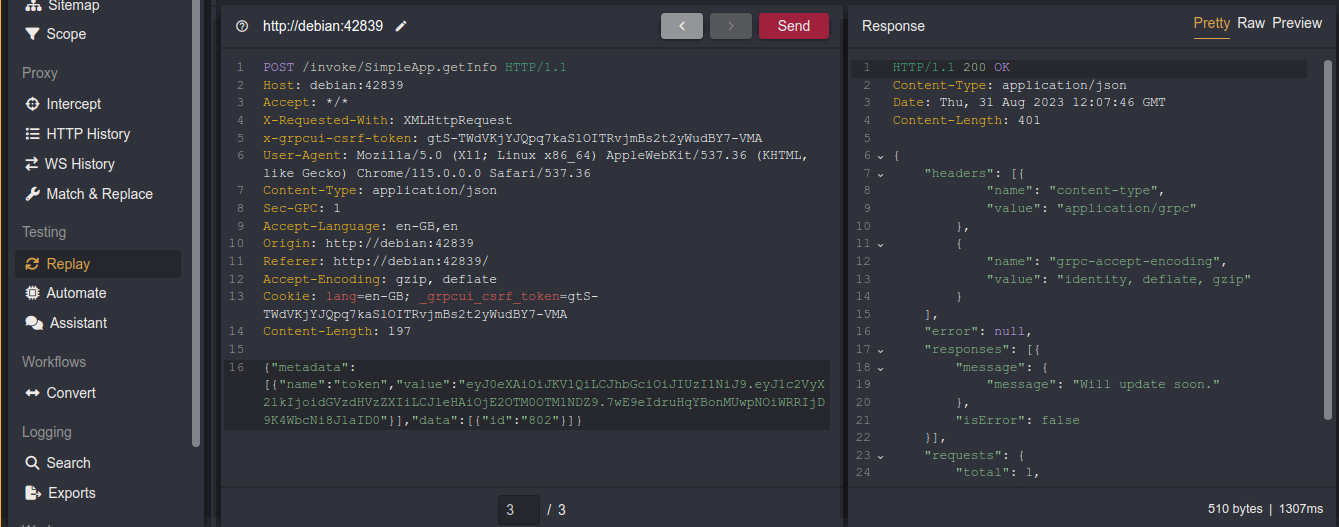 Sitemap
Scope
Proxy
Intercept
HTTP History
WS History
Match & Replace
Testing
Replay
Automate
Assistant
Workflows
Convert
Logging
Search
Exports
http://debian:42839
Send
1 POST /invoke/SimpleApp.getInfo HTTP/1.1
2 Host: debian:42839
3 Accept: */*
4 X-Requested-With: XMLHttpRequest
5 x-grpcui-csrf-token: gtS-TWdVKjYJQpq7kaSlOITRvjmBs2t2yWudBY7-VMA
6 User-Agent: Mozilla/5.0 (X11; Linux x86_64) AppleWebKit/537.36 (KHTML,
like Gecko) Chrome/115.0.0.0 Safari/537.36
7 Content-Type: application/json
8 Sec-GPC: 1
9 Accept-Language: en-GB,en
10 Origin: http://debian:42839
11 Referer: http://debian:42839/
12 Accept-Encoding: gzip, deflate
13 Cookie: lang=en-GB; _grpcui_csrf_token=gtS-
TWdVKjYJQpq7kaSlOITRvjmBs2t2yWudBY7-VMA
14 Content-Length: 197
15
16 {"metadata":
[{"name":"token","value":"eyJ0eXAiOiJKV1QiLCJhbGciOiJIUzI1NiJ9.eyJ1c2VyX
2lkIjoidGVzdHVzZXIiLCJleHAiOjE2OTM0OTM1NDZ9.7wE9eIdruHqYBonMUwpNOiWRRIjD
9K4WbcNi8JlaID0"}],"data":[{"id":"802"}]}
3 / 3
Response
Pretty Raw Preview
1 HTTP/1.1 200 OK
2 Content-Type: application/json
3 Date: Thu, 31 Aug 2023 12:07:46 GMT
4 Content-Length: 401
5
6 {
7 "headers": [{
8 "name": "content-type",
9 "value": "application/grpc"
10 },
11 {
12 "name": "grpc-accept-encoding",
13 "value": "identity, deflate, gzip"
14 }
15 ],
16 "error": null,
17 "responses": [{
18 "message": {
19 "message": "Will update soon."
20 },
21 "isError": false
22 }],
23 "requests": {
24 "total": 1,
510 bytes | 1307ms